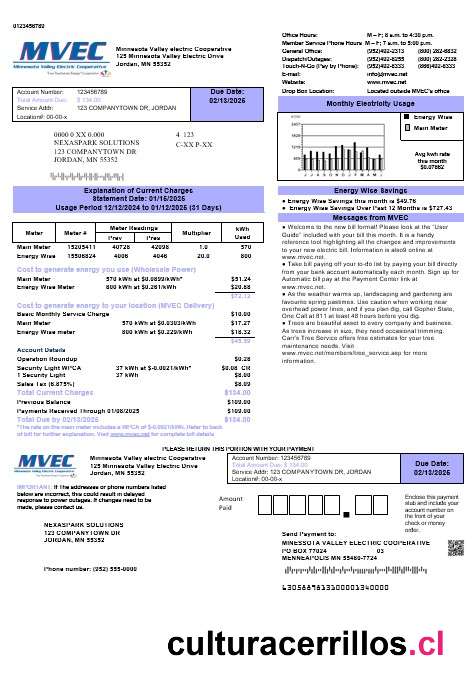 0123456789
MVEC
Minnesota Valley Electric Cooperative
Minnesota Valley electric Cooperative
125 Minnesota Valley Electric Drive
Jordan, MN 55352
Office Hours: M – F; 8 a.m. to 4:30 p.m.
Member Service Phone Hours M – F; 7 a.m. to 5:00 p.m.
General Office: (952)492-2313 (800) 282-6832
Dispatch/Outages: (952)492-8255 (800) 282-2328
Touch-N-Go (Pay by Phone): (952)492-8333 (866)492-8333
E-mail: info@mvec.net
Website: www.mvec.net
Drop Box Location: Located outside MVEC's office
Account Number: 123456789
Total Amount Due: $ 134.00
Service Addr: 123 COMPANYTOWN DR, JORDAN
Location#: 00-00-x
Due Date:
02/13/2025
0000 0 XX 0.000
NEXASPARK SOLUTIONS
123 COMPANYTOWN DR
JORDAN, MN 55352
4 123
C-XX P-XX
Monthly Electricity Usage
Energy Wise
Main Meter
Avg kWh rate
this month
$0.07862
Explanation of Current Charges
Statement Date: 01/15/2025
Usage Period 12/12/2024 to 01/12/2025 (31 Days)
Meter Meter # Meter Readings Multiplier kWh
Prev Pres Used
Main Meter 15205411 40728 42098 1.0 570
Energy Wise 15506824 4006 4046 20.0 800
Cost to generate energy you use (Wholesale Power)
Main Meter 570 kWh at $0.0899/kWh* $51.24
Energy Wise Meter 800 kWh at $0.261/kWh $20.88
$72.12
Cost to generate energy to your location (MVEC Delivery)
Basic Monthly Service Charge $10.00
Main Meter 570 kWh at $0.0303/kWh $17.27
Energy Wise meter 800 kWh at $0.229/kWh $18.32
$45.59
Account Details
Operation Roundup $0.28
Security Light WPCA 37 kWh at $-0.0021/kWh* $0.08 CR
1 Security Light 37 kWh $8.00
Sales Tax (6.875%) $8.09
Total Current Charges $134.00
Previous Balance $109.00
Payments Received Through 01/08/2025 $109.00
Total Due by 02/13/2025 $134.00
*The rate on the main meter includes a WPCA of $-0.0021/kWh. Refer to back
of bill for further explanation. Visit www.mvec.net for complete bill details
Energy Wise Savings
● Energy Wise Savings this month is $49.76
● Energy Wise Savings Over Past 12 Months is $727.43
Messages from MVEC
● Welcome to the new bill format! Please look at the "User
Guide" included with your bill this month. It is a handy
reference tool highlighting all the changes and improvements
to your new electric bill. Information is also online at
www.mvec.net.
● Take bill paying off your to-do list by paying your bill directly
from your bank account automatically each month. Sign up for
Automatic bill pay at the Payment Center link at
www.mvec.net.
● As the weather warms up, landscaping and gardening are
favourite spring pastimes. Use caution when working near
overhead power lines, and if you plan dig, call Gopher State,
One Call at 811 at least 48 hours before you dig.
● Trees are beautiful asset to every company and business.
As trees increase in size, they need occasional trimming.
Carr's Tree Service offers free estimates for your tree
maintenance needs. Visit
www.mvec.net/members/tree_service.asp for more
information.
PLEASE RETURN THIS PORTION WITH YOUR PAYMENT
MVEC
Minnesota Valley Electric Cooperative
Minnesota Valley electric Cooperative
125 Minnesota Valley Electric Drive
Jordan, MN 55352
Account Number: 123456789
Total Amount Due: $ 134.00
Service Addr: 123 COMPANYTOWN DR, JORDAN
Location#: 00-00-x
Due Date:
02/13/2025
IMPORTANT: If the addresses or phone numbers listed
below are incorrect, this could result in delayed
response to power outages. If changes need to be
made, please contact us.
Amount
Paid
Enclose this payment
stub and include your
account number on
the front of your
check or money
order.
NEXASPARK SOLUTIONS
123 COMPANYTOWN DR
JORDAN, MN 55352
Phone number: (952) 555-0000
Send Payment to:
MINNESOTA VALLEY ELECTRIC COOPERATIVE
PO BOX 77024 03
MENNEAPOLIS MN 55480-7724
culturacerrillos.cl